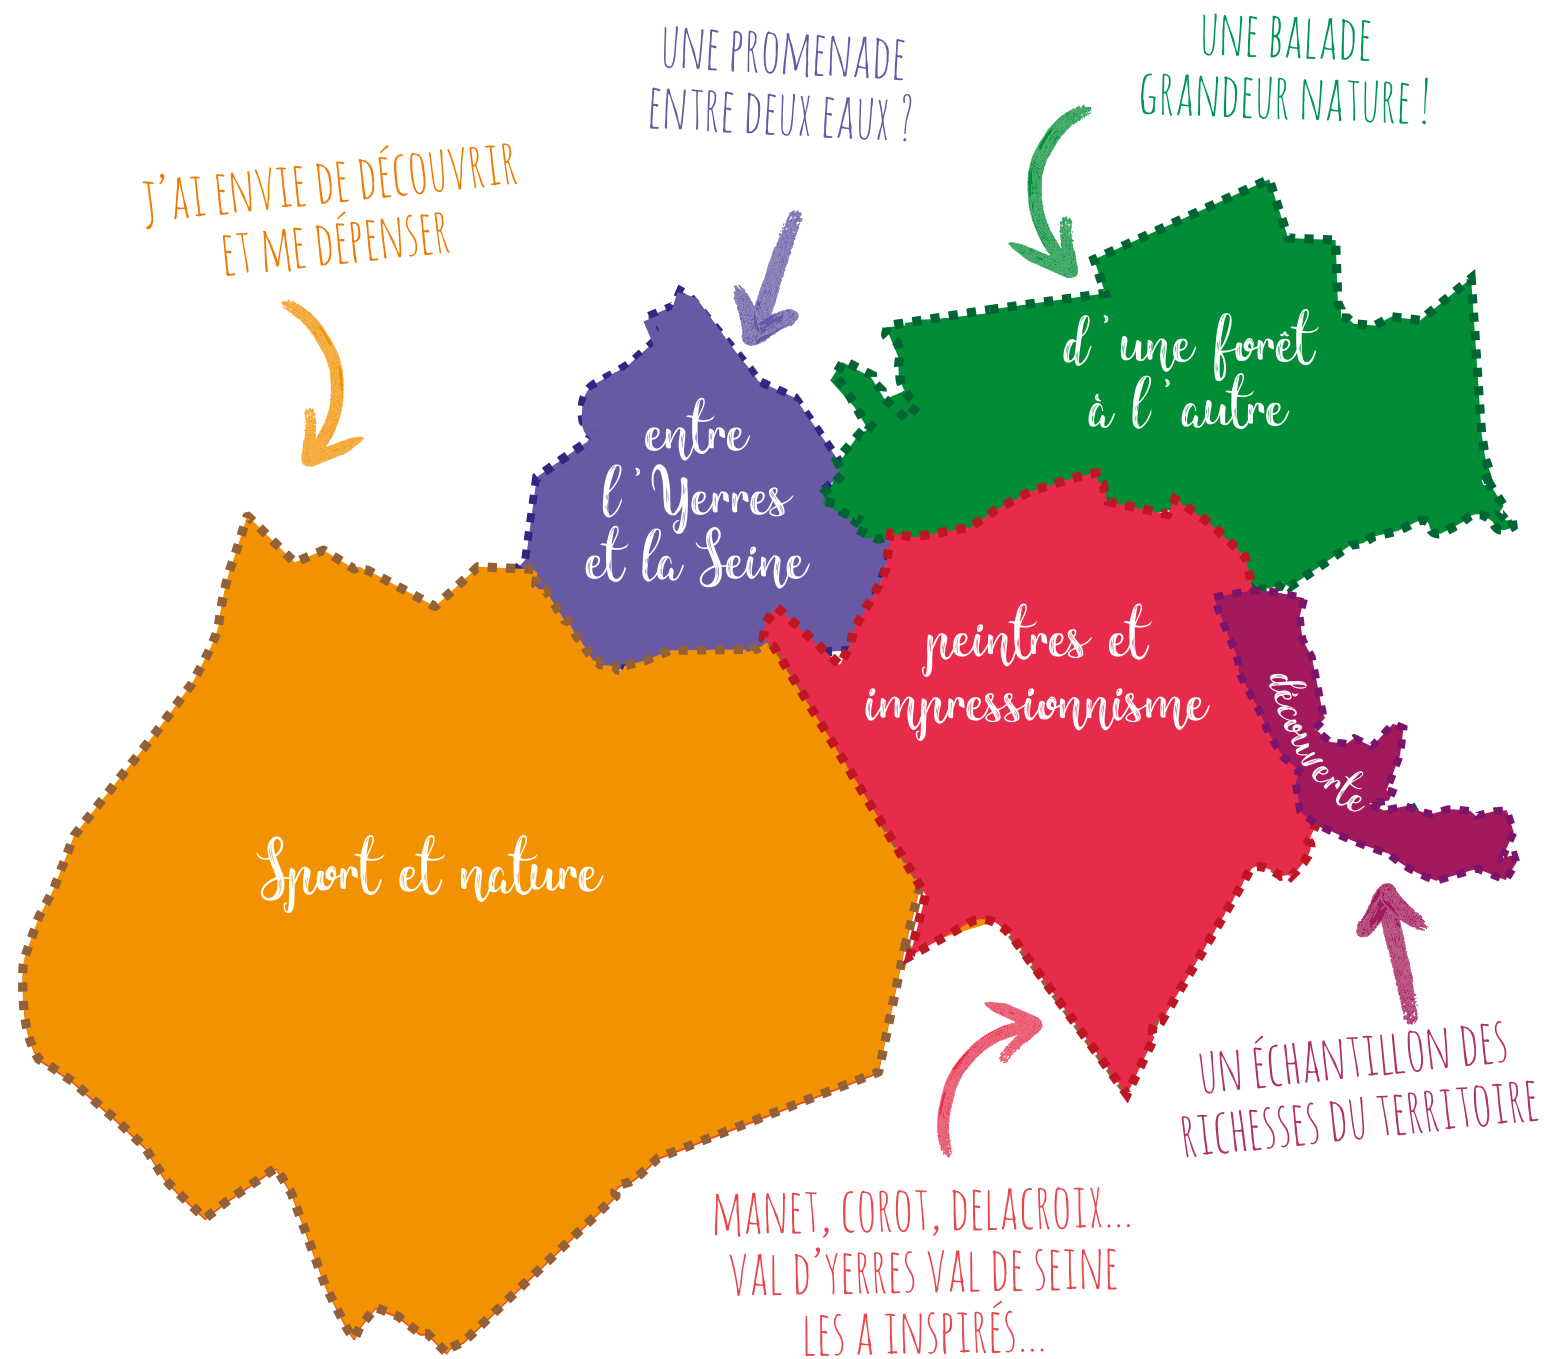 UNE PROMENADE
ENTRE DEUX EAUX ?
UNE BALADE
GRANDEUR NATURE !
J'AI ENVIE DE DÉCOUVRIR
ET ME DÉPENSER
d'une forêt
à l'autre
entre
l'Yerres
et la Seine
peintres et
impressionnisme
découverte
Sport et nature
UN ÉCHANTILLON DES
RICHESSES DU TERRITOIRE
MANET, COROT, DELACROIX...
VAL D'YERRES VAL DE SEINE
LES A INSPIRÉS...